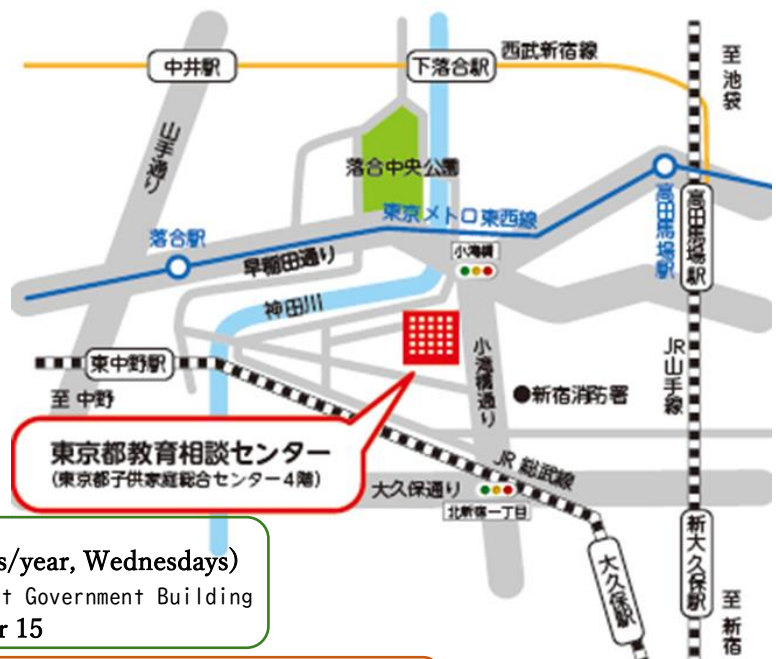 西武新宿線
中井駅
下落合駅
至 池袋
山手通り
落合中央公園
東京メトロ東西線
高田馬場駅
高田馬場駅
落合駅
早稲田通り
小滝橋
神田川
東中野駅
小滝橋通り
JR山手線
至 中野
●新宿消防署
東京都教育相談センター
(東京都子供家庭総合センター4階)
JR 総武線
大久保通り
北新宿一丁目
新大久保駅
大久保駅
至 新宿
s/year, Wednesdays)
t Government Building
r 15